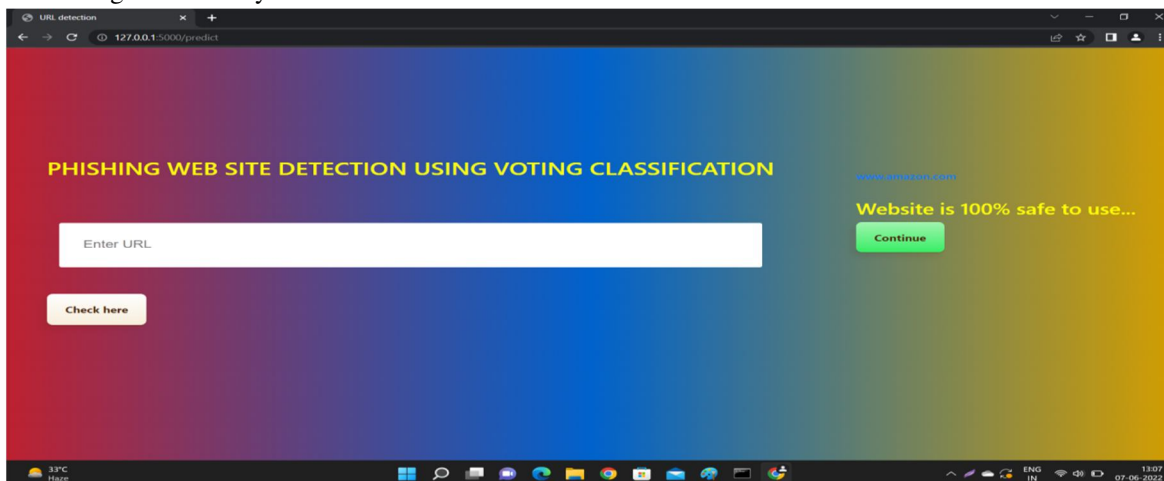 URL detection
127.0.0.1:5000/predict
PHISHING WEB SITE DETECTION USING VOTING CLASSIFICATION
www.amazon.com
Website is 100% safe to use...
Enter URL
Continue
Check here
33°C
Haze
ENG
IN
13:07
07-06-2022